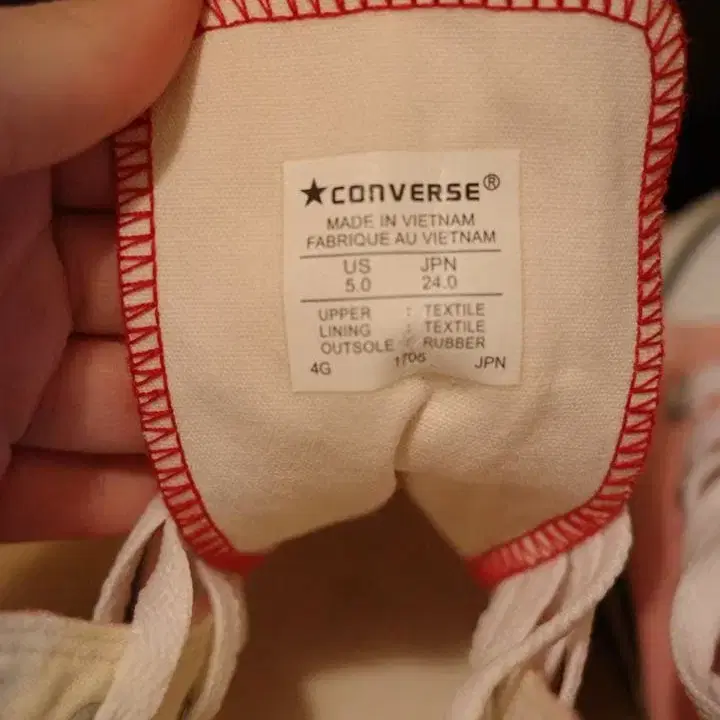 ★CONVERSE®
MADE IN VIETNAM
FABRIQUE AU VIETNAM
US JPN
5.0 24.0
UPPER : TEXTILE
LINING : TEXTILE
OUTSOLE : RUBBER
4G 1705 JPN